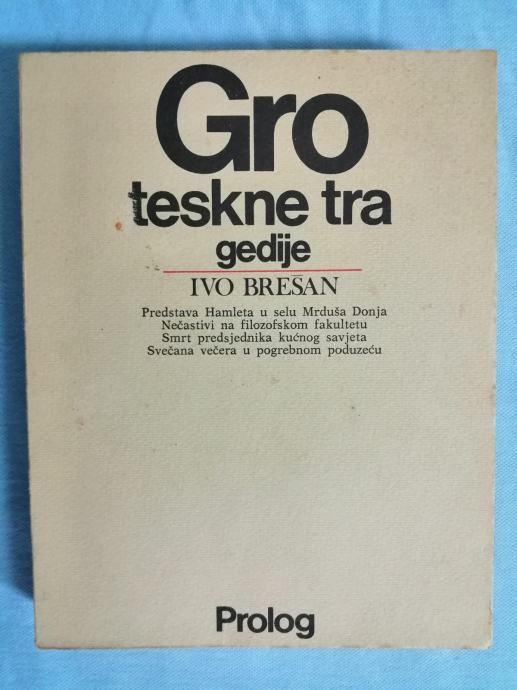 Gro
teskne tra
gedije
IVO BREŠAN
Predstava Hamleta u selu Mrduša Donja
Nečastivi na filozofskom fakultetu
Smrt predsjednika kućnog savjeta
Svečana večera u pogrebnom poduzeću
Prolog